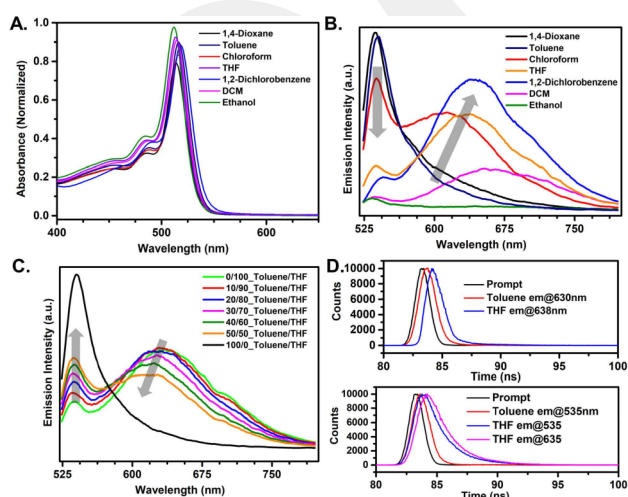 A.
Absorbance (Normalized)
1.0
0.8
0.6
0.4
0.2
0.0
400
500
600
Wavelength (nm)
1,4-Dioxane
Toluene
Chloroform
THF
1,2-Dichlorobenzene
DCM
Ethanol
B.
Emission Intensity (a.u.)
525
600
675
750
Wavelength (nm)
1,4-Dioxane
Toluene
Chloroform
THF
1,2-Dichlorobenzene
DCM
Ethanol
C.
Emission Intensity (a.u.)
525
600
675
750
Wavelength (nm)
0/100_Toluene/THF
10/90_Toluene/THF
20/80_Toluene/THF
30/70_Toluene/THF
40/60_Toluene/THF
50/50_Toluene/THF
100/0_Toluene/THF
D.
Counts
10000
8000
6000
4000
2000
0
80
85
90
95
100
Time (ns)
Prompt
Toluene em@630nm
THF em@638nm
Counts
10000
8000
6000
4000
2000
0
80
85
90
95
100
Time (ns)
Prompt
Toluene em@535nm
THF em@535
THF em@635